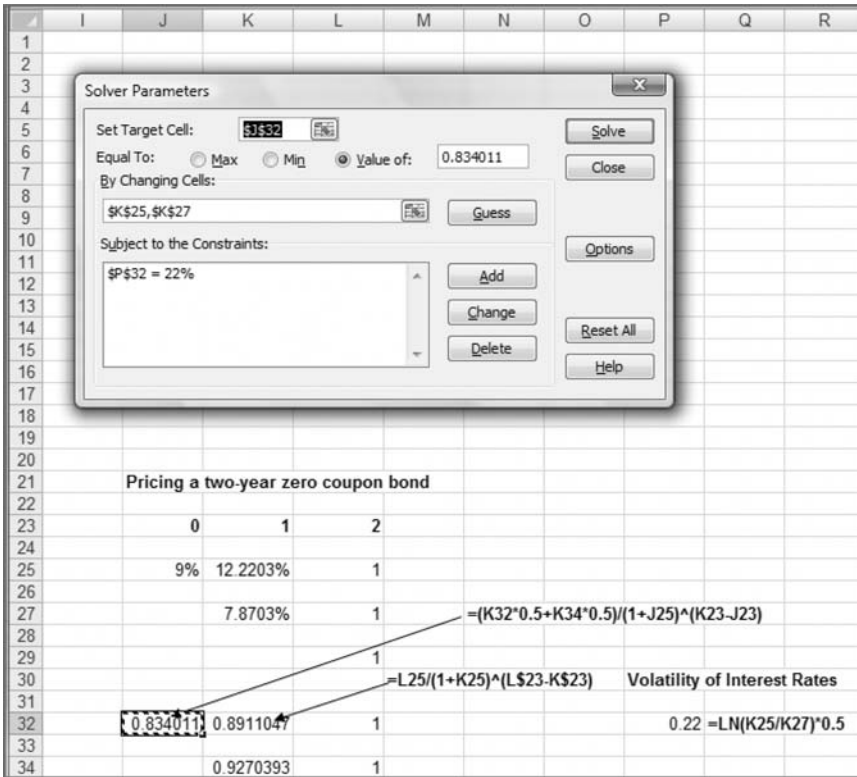 I J K L M N O P Q R
1
2
3
Solver Parameters
4
5 Set Target Cell: $J$32 Solve
6 Equal To: Max Min Value of: 0.834011
7 Close
By Changing Cells:
8
9 $K$25,$K$27 Guess
10 Subject to the Constraints:
11 Options
12 $P$32 = 22% Add
13 Change
14 Reset All
15 Delete
16 Help
17
18
19
20
21 Pricing a two-year zero coupon bond
22
23 0 1 2
24
25 9% 12.2203% 1
26
27 7.8703% 1 =(K32*0.5+K34*0.5)/(1+J25)^(K23-J23)
28
29 1
30 =L25/(1+K25)^(L$23-K$23) Volatility of Interest Rates
31
32 0.834011 0.8911047 1 0.22 =LN(K25/K27)*0.5
33
34 0.9270393 1